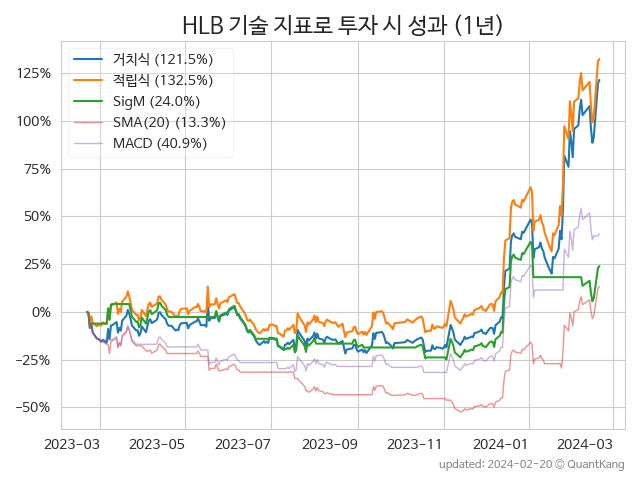 HLB 기술 지표로 투자 시 성과 (1년)
거치식 (121.5%)
적립식 (132.5%)
SigM (24.0%)
SMA(20) (13.3%)
MACD (40.9%)
125%
100%
75%
50%
25%
0%
−25%
−50%
2023-03 2023-05 2023-07 2023-09 2023-11 2024-01 2024-03
updated: 2024-02-20 © QuantKang